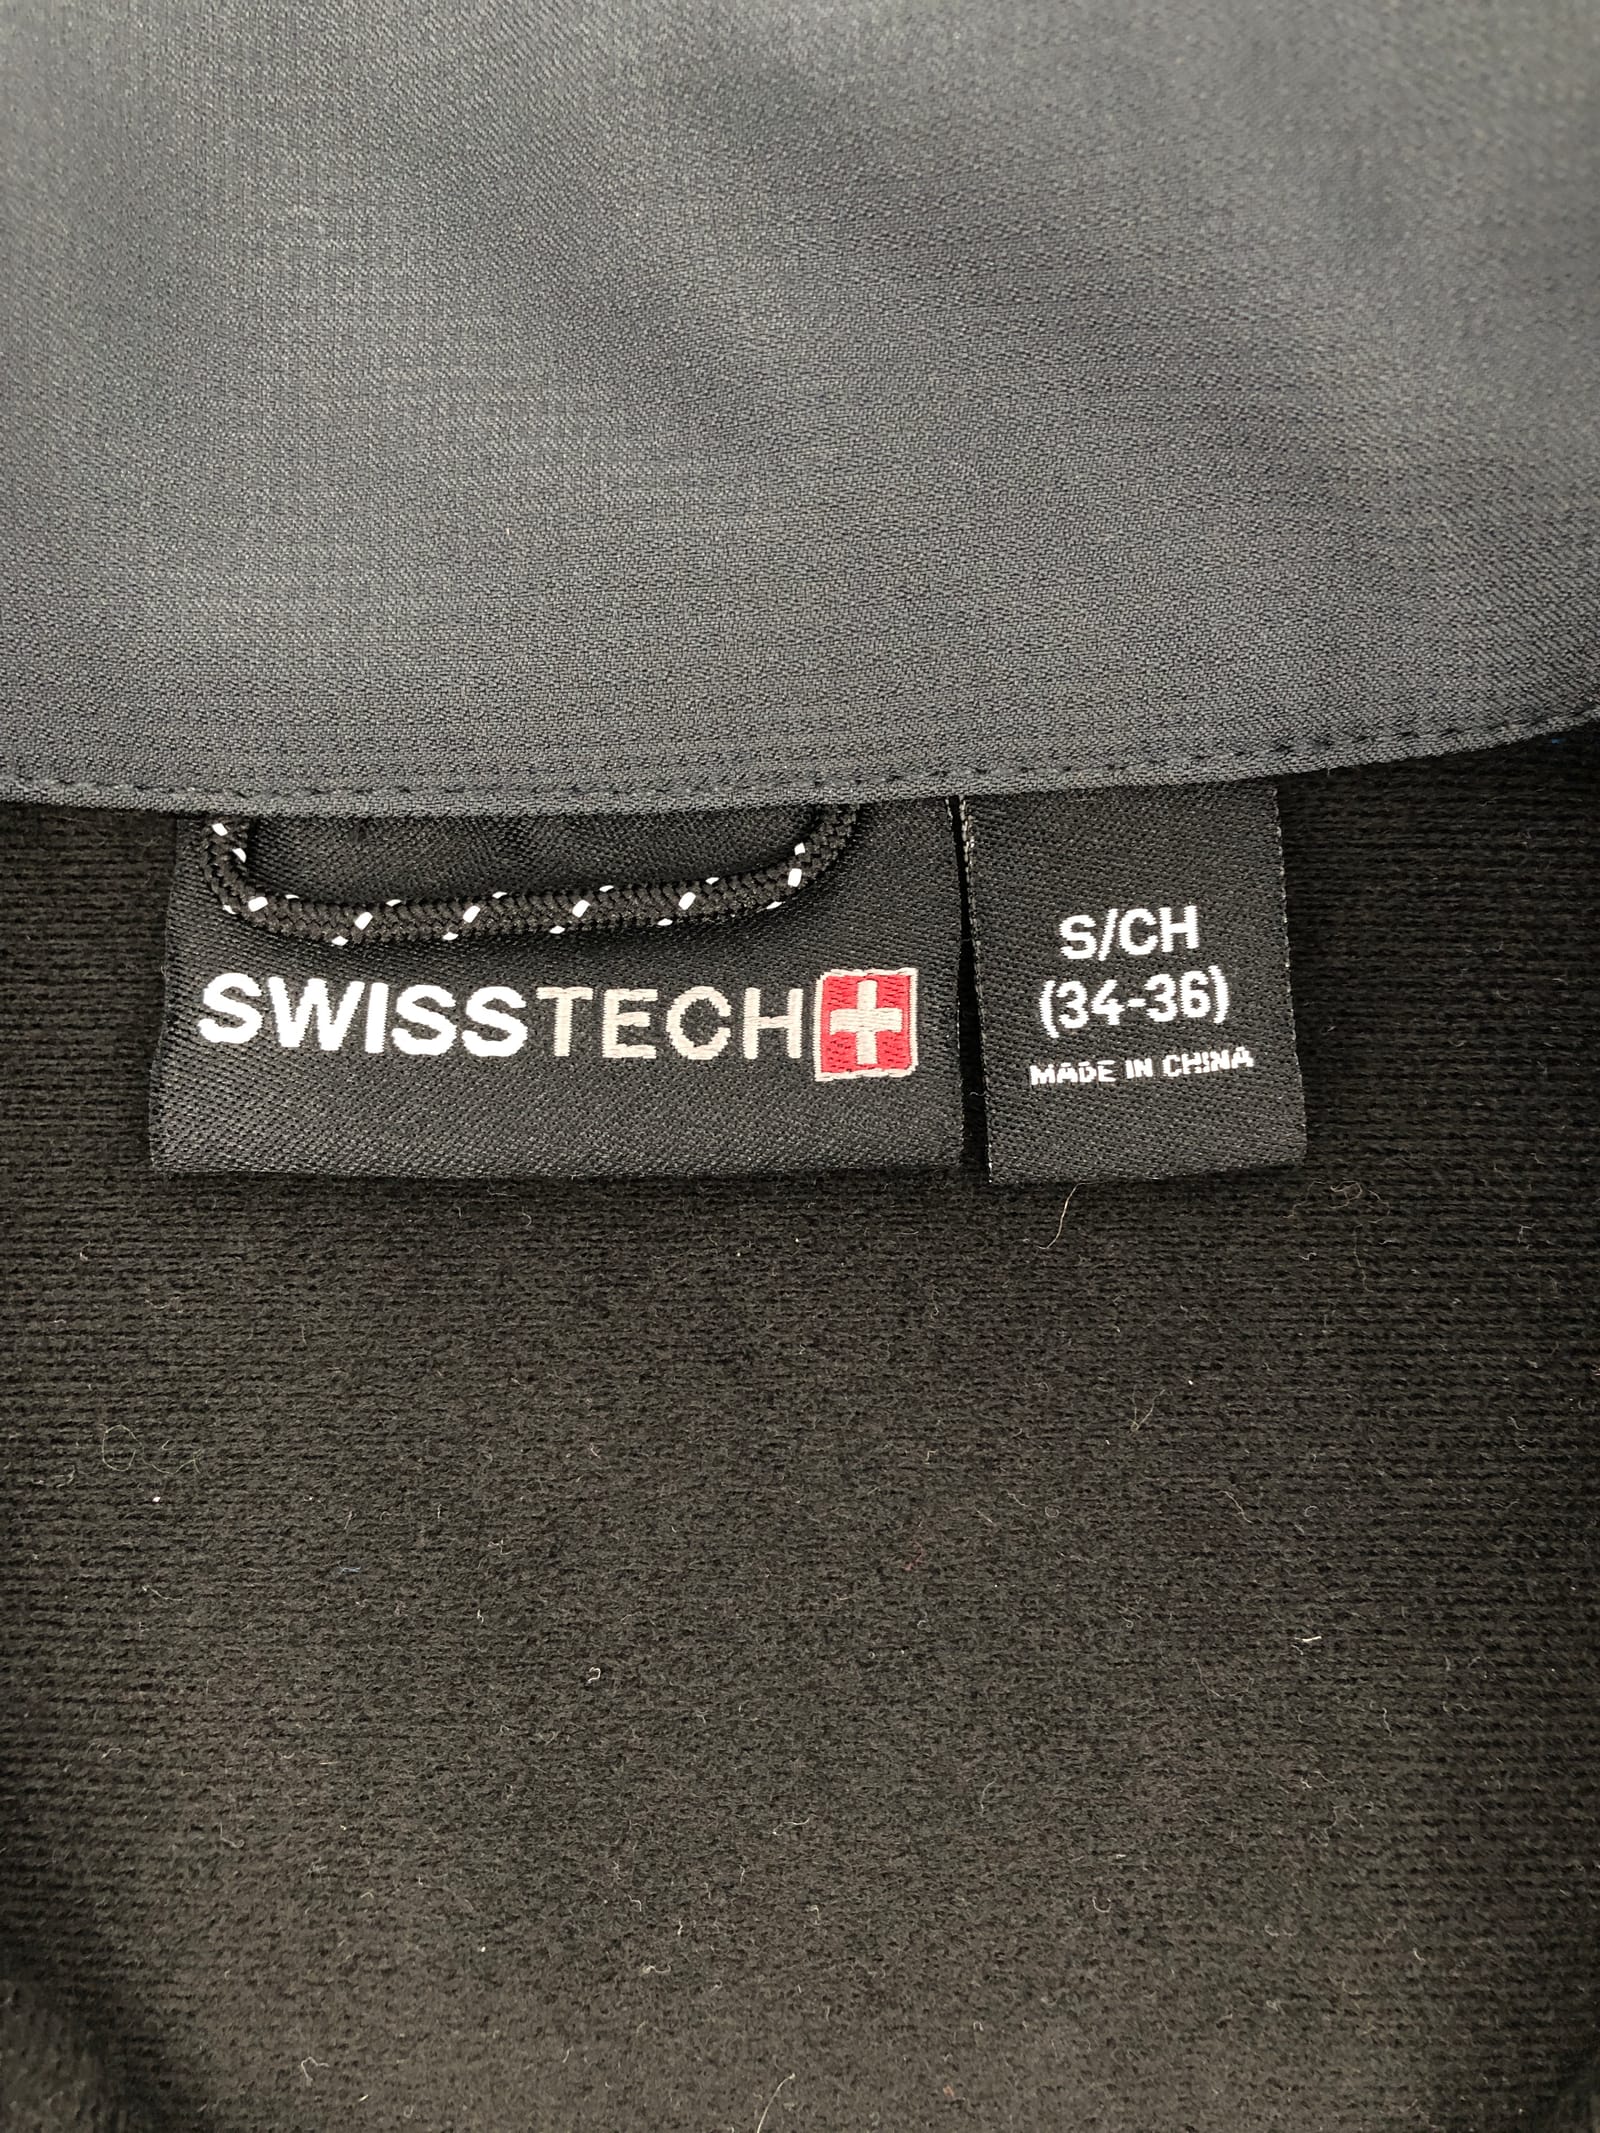 SWISSTECH
S/CH
(34-36)
MADE IN CHINA